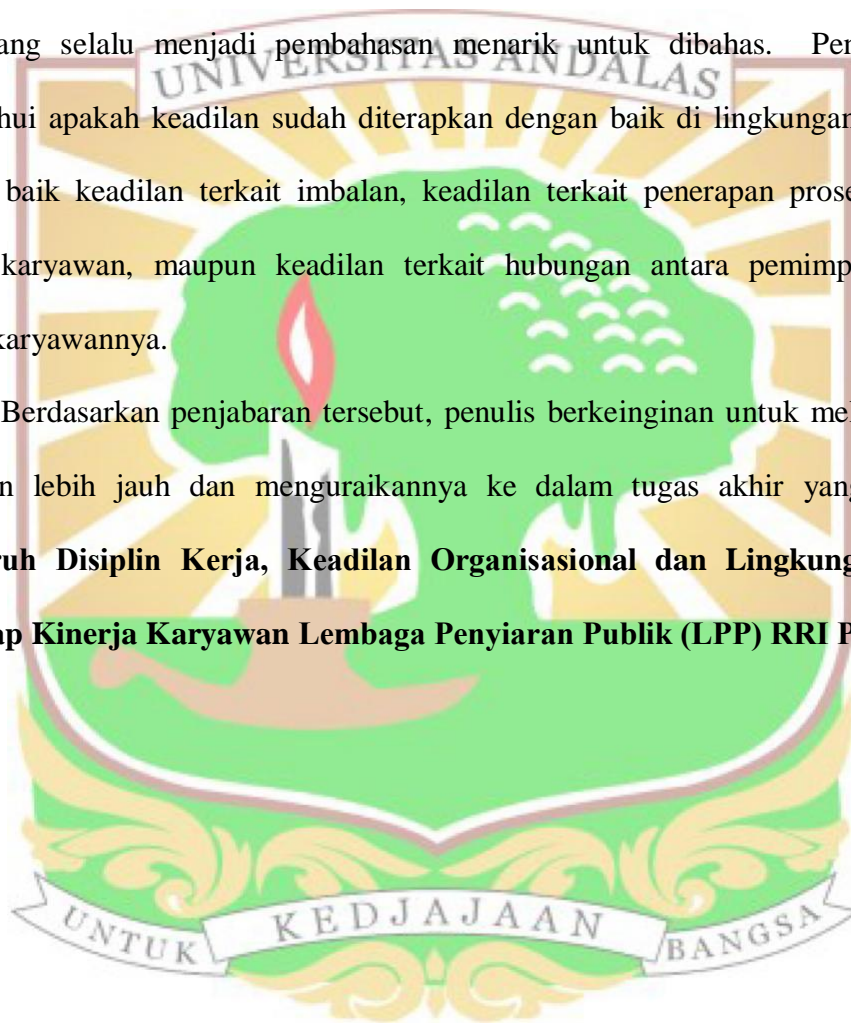 ang selalu menjadi pembahasan menarik untuk dibahas. Pen
UNIVERSITAS ANDALAS
hui apakah keadilan sudah diterapkan dengan baik di lingkungan
baik keadilan terkait imbalan, keadilan terkait penerapan prose
karyawan, maupun keadilan terkait hubungan antara pemimp
karyawannya.
Berdasarkan penjabaran tersebut, penulis berkeinginan untuk mel
n lebih jauh dan menguraikannya ke dalam tugas akhir yang
ruh Disiplin Kerja, Keadilan Organisasional dan Lingkung
ap Kinerja Karyawan Lembaga Penyiaran Publik (LPP) RRI P
UNTUK KEDJAJAAN BANGSA